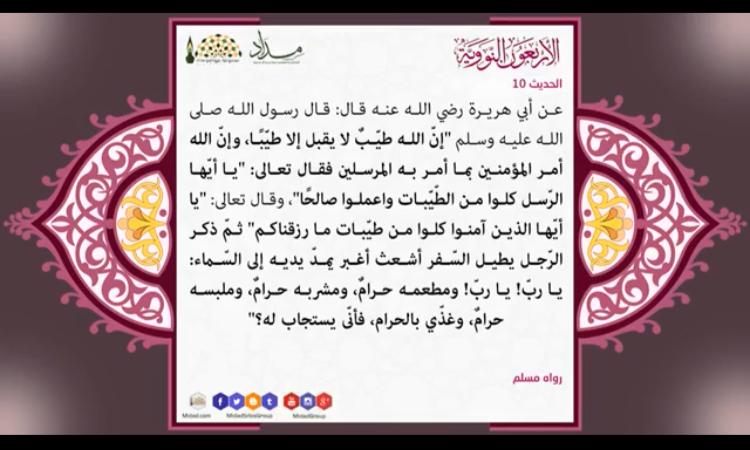 الأربعون النووية
مداد
الحديث 10
عن أبي هريرة رضي الله عنه قال: قال رسول الله صلى
الله عليه وسلم "إنّ الله طيّبٌ لا يقبل إلا طيّبًا، وإنّ الله
أمر المؤمنين بما أمر به المرسلين فقال تعالى: "يا أيّها
الرّسل كلوا من الطّيّبات واعملوا صالحًا"، وقال تعالى: "يا
أيّها الذين آمنوا كلوا من طيّبات ما رزقناكم" ثمّ ذكر
الرّجل يطيل السّفر أشعث أغبر يمدّ يديه إلى السّماء:
يا ربّ! يا ربّ! ومطعمه حرامٌ، ومشربه حرامٌ، وملبسه
حرامٌ، وغذّي بالحرام، فأنّى يستجاب له؟"
رواه مسلم
Midad.com MidadSitesGroup MidadGroup